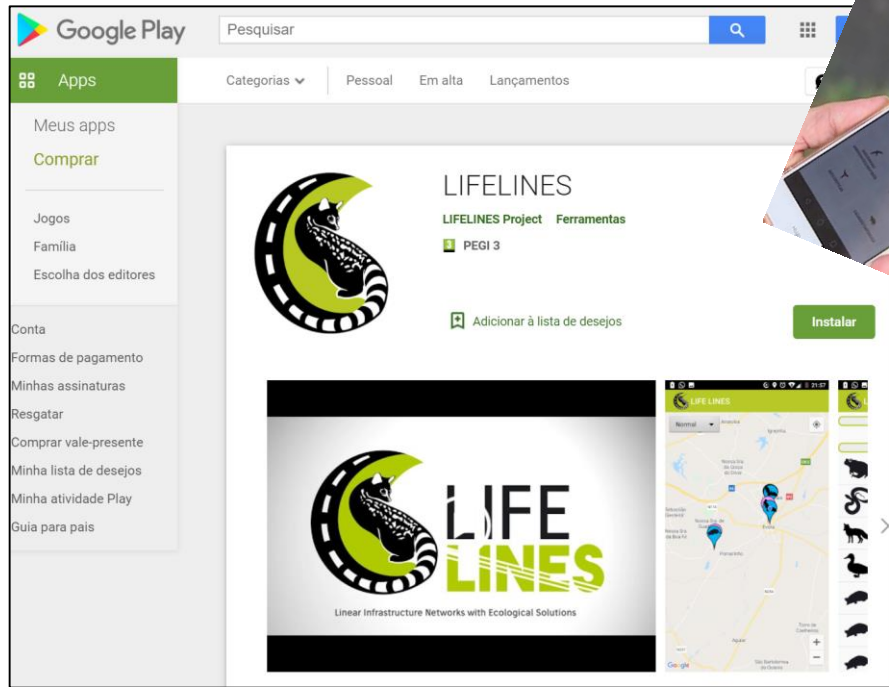 Google Play
Pesquisar
Apps
Categorias
Pessoal
Em alta
Lançamentos
Meus apps
Comprar
Jogos
Família
Escolha dos editores
Conta
Formas de pagamento
Minhas assinaturas
Resgatar
Comprar vale-presente
Minha lista de desejos
Minha atividade Play
Guia para pais
LIFELINES
LIFELINES Project Ferramentas
3 PEGI 3
Adicionar à lista de desejos
Instalar
LIFE
LINES
Linear Infrastructure Networks with Ecological Solutions
21:57
LIFE LINES
Normal
Google